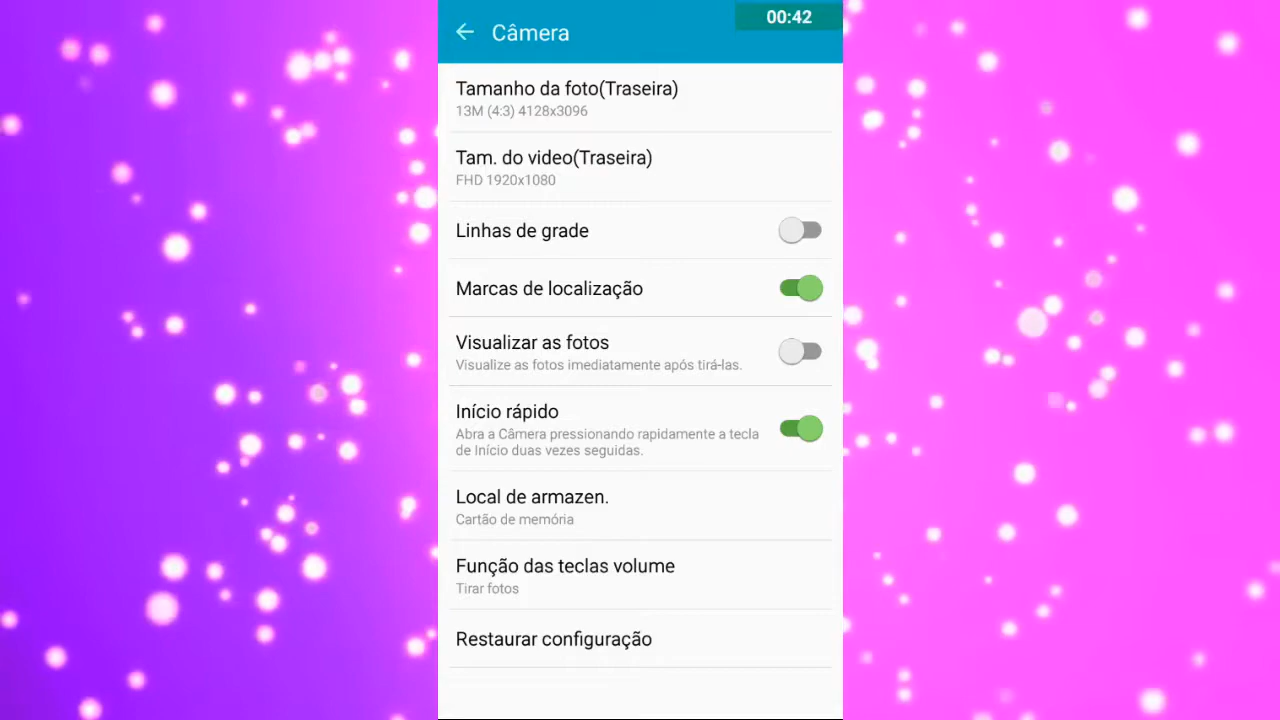 00:42
Câmera
Tamanho da foto(Traseira)
13M (4:3) 4128x3096
Tam. do video(Traseira)
FHD 1920x1080
Linhas de grade
Marcas de localização
Visualizar as fotos
Visualize as fotos imediatamente após tirá-las.
Início rápido
Abra a Câmera pressionando rapidamente a tecla
de Início duas vezes seguidas.
Local de armazen.
Cartão de memória
Função das teclas volume
Tirar fotos
Restaurar configuração